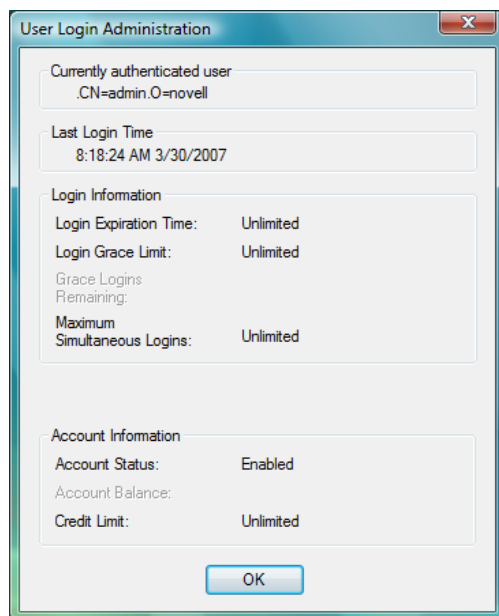 User Login Administration
Currently authenticated user
.CN=admin.O=novell
Last Login Time
8:18:24 AM 3/30/2007
Login Information
Login Expiration Time: Unlimited
Login Grace Limit: Unlimited
Grace Logins
Remaining:
Maximum
Simultaneous Logins: Unlimited
Account Information
Account Status: Enabled
Account Balance:
Credit Limit: Unlimited
OK